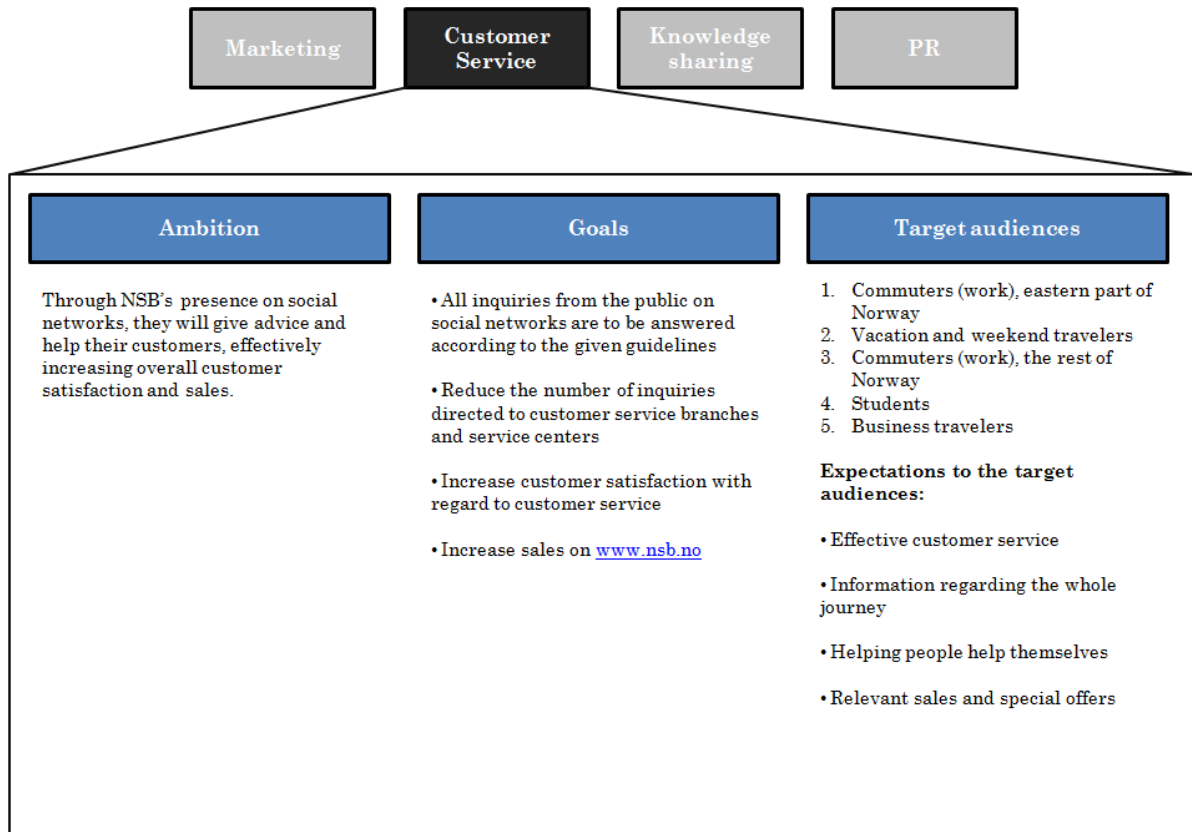 Marketing
Customer
Service
Knowledge
sharing
PR
Ambition
Through NSB’s presence on social
networks, they will give advice and
help their customers, effectively
increasing overall customer
satisfaction and sales.
Goals
• All inquiries from the public on
social networks are to be answered
according to the given guidelines
• Reduce the number of inquiries
directed to customer service branches
and service centers
• Increase customer satisfaction with
regard to customer service
• Increase sales on www.nsb.no
Target audiences
1. Commuters (work), eastern part of
Norway
2. Vacation and weekend travelers
3. Commuters (work), the rest of
Norway
4. Students
5. Business travelers
Expectations to the target
audiences:
• Effective customer service
• Information regarding the whole
journey
• Helping people help themselves
• Relevant sales and special offers